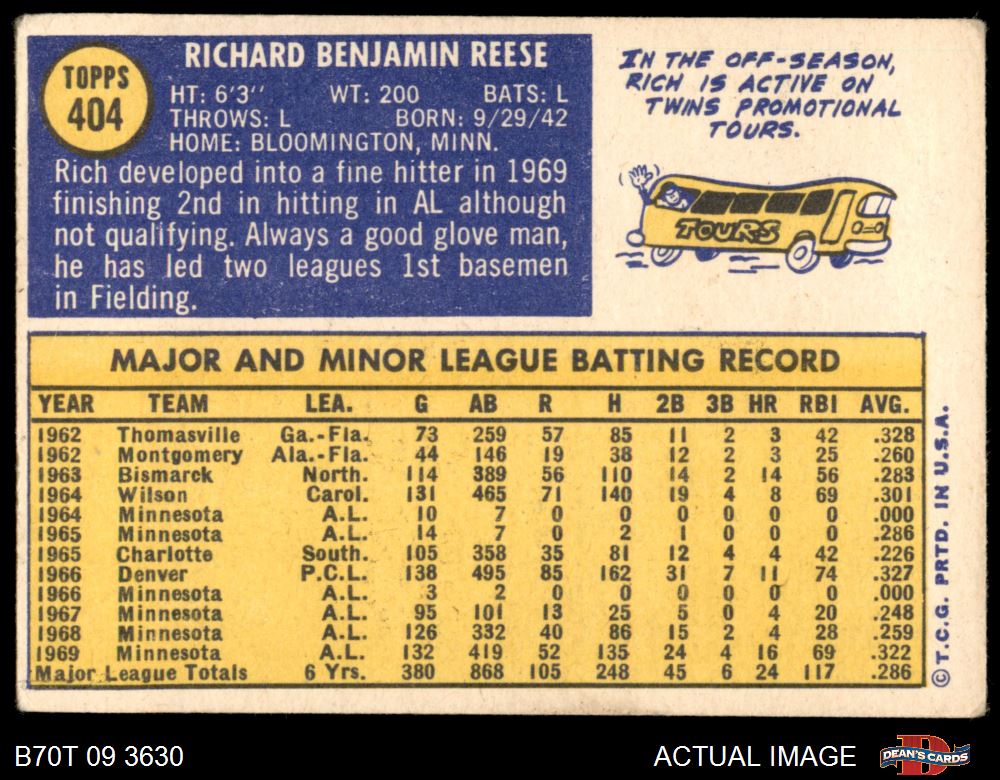 TOPPS
404
RICHARD BENJAMIN REESE
HT: 6'3'' WT: 200 BATS: L
THROWS: L BORN: 9/29/42
HOME: BLOOMINGTON, MINN.
Rich developed into a fine hitter in 1969
finishing 2nd in hitting in AL although
not qualifying. Always a good glove man,
he has led two leagues 1st basemen
in Fielding.
IN THE OFF-SEASON,
RICH IS ACTIVE ON
TWINS PROMOTIONAL
TOURS.
TOURS
MAJOR AND MINOR LEAGUE BATTING RECORD
YEAR TEAM LEA. G AB R H 2B 3B HR RBI AVG.
1962 Thomasville Ga.-Fla. 73 259 57 85 11 2 3 42 .328
1962 Montgomery Ala.-Fla. 44 146 19 38 12 2 3 25 .260
1963 Bismarck North. 114 389 56 110 14 2 14 56 .283
1964 Wilson Carol. 131 465 71 140 19 4 8 69 .301
1964 Minnesota A.L. 10 7 0 0 0 0 0 0 .000
1965 Minnesota A.L. 14 7 0 2 1 0 0 0 .286
1965 Charlotte South. 105 358 35 81 12 4 4 42 .226
1966 Denver P.C.L. 138 495 85 162 31 7 11 74 .327
1966 Minnesota A.L. 3 2 0 0 0 0 0 0 .000
1967 Minnesota A.L. 95 101 13 25 5 0 4 20 .248
1968 Minnesota A.L. 126 332 40 86 15 2 4 28 .259
1969 Minnesota A.L. 132 419 52 135 24 4 16 69 .322
Major League Totals 6 Yrs. 380 868 105 248 45 6 24 117 .286
© T.C.G. PRTD. IN U.S.A.
B70T 09 3630
ACTUAL IMAGE
DEAN'S CARDS